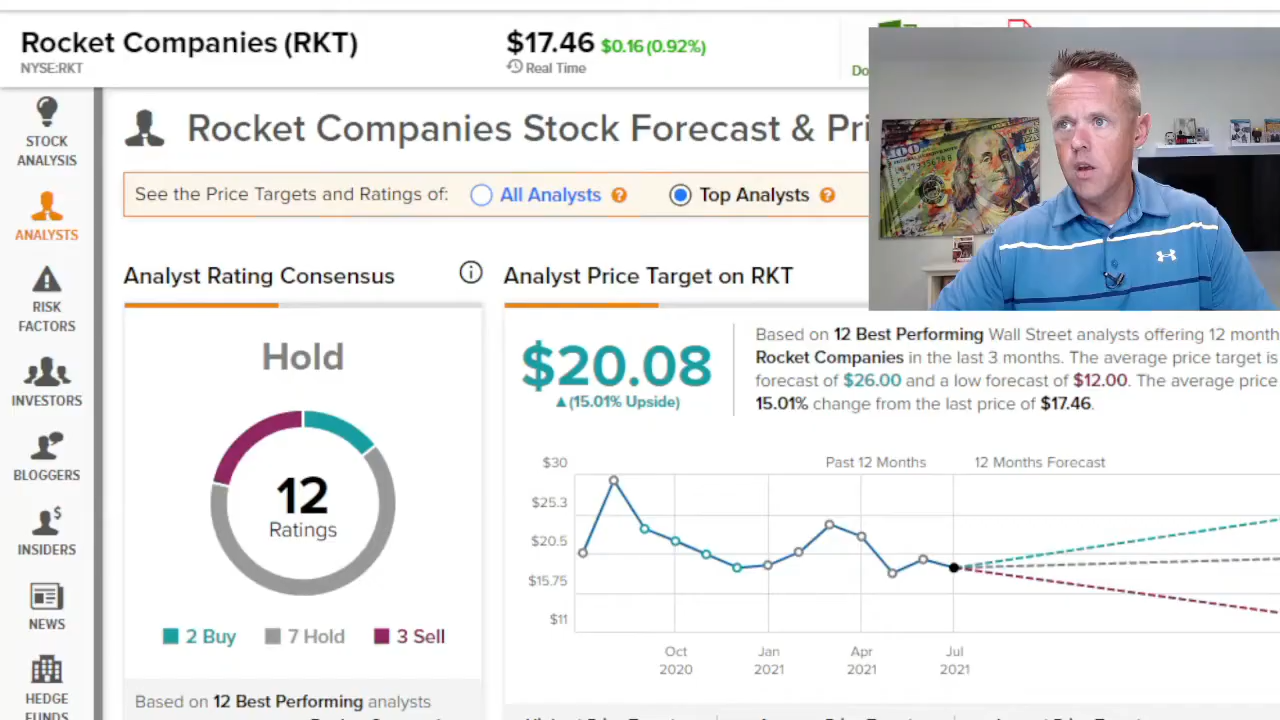 Rocket Companies (RKT)
NYSE:RKT
$17.46 $0.16 (0.92%)
Real Time
Do
STOCK
ANALYSIS
ANALYSTS
RISK
FACTORS
INVESTORS
BLOGGERS
INSIDERS
NEWS
HEDGE
FUNDS
Rocket Companies Stock Forecast & Pri
See the Price Targets and Ratings of: All Analysts ? Top Analysts ?
Analyst Rating Consensus
Hold
12
Ratings
2 Buy 7 Hold 3 Sell
Based on 12 Best Performing analysts
Analyst Price Target on RKT
$20.08
▲(15.01% Upside)
Based on 12 Best Performing Wall Street analysts offering 12 month
Rocket Companies in the last 3 months. The average price target is
forecast of $26.00 and a low forecast of $12.00. The average price
15.01% change from the last price of $17.46.
Past 12 Months 12 Months Forecast
$30
$25.3
$20.5
$15.75
$11
Oct
2020
Jan
2021
Apr
2021
Jul
2021
100